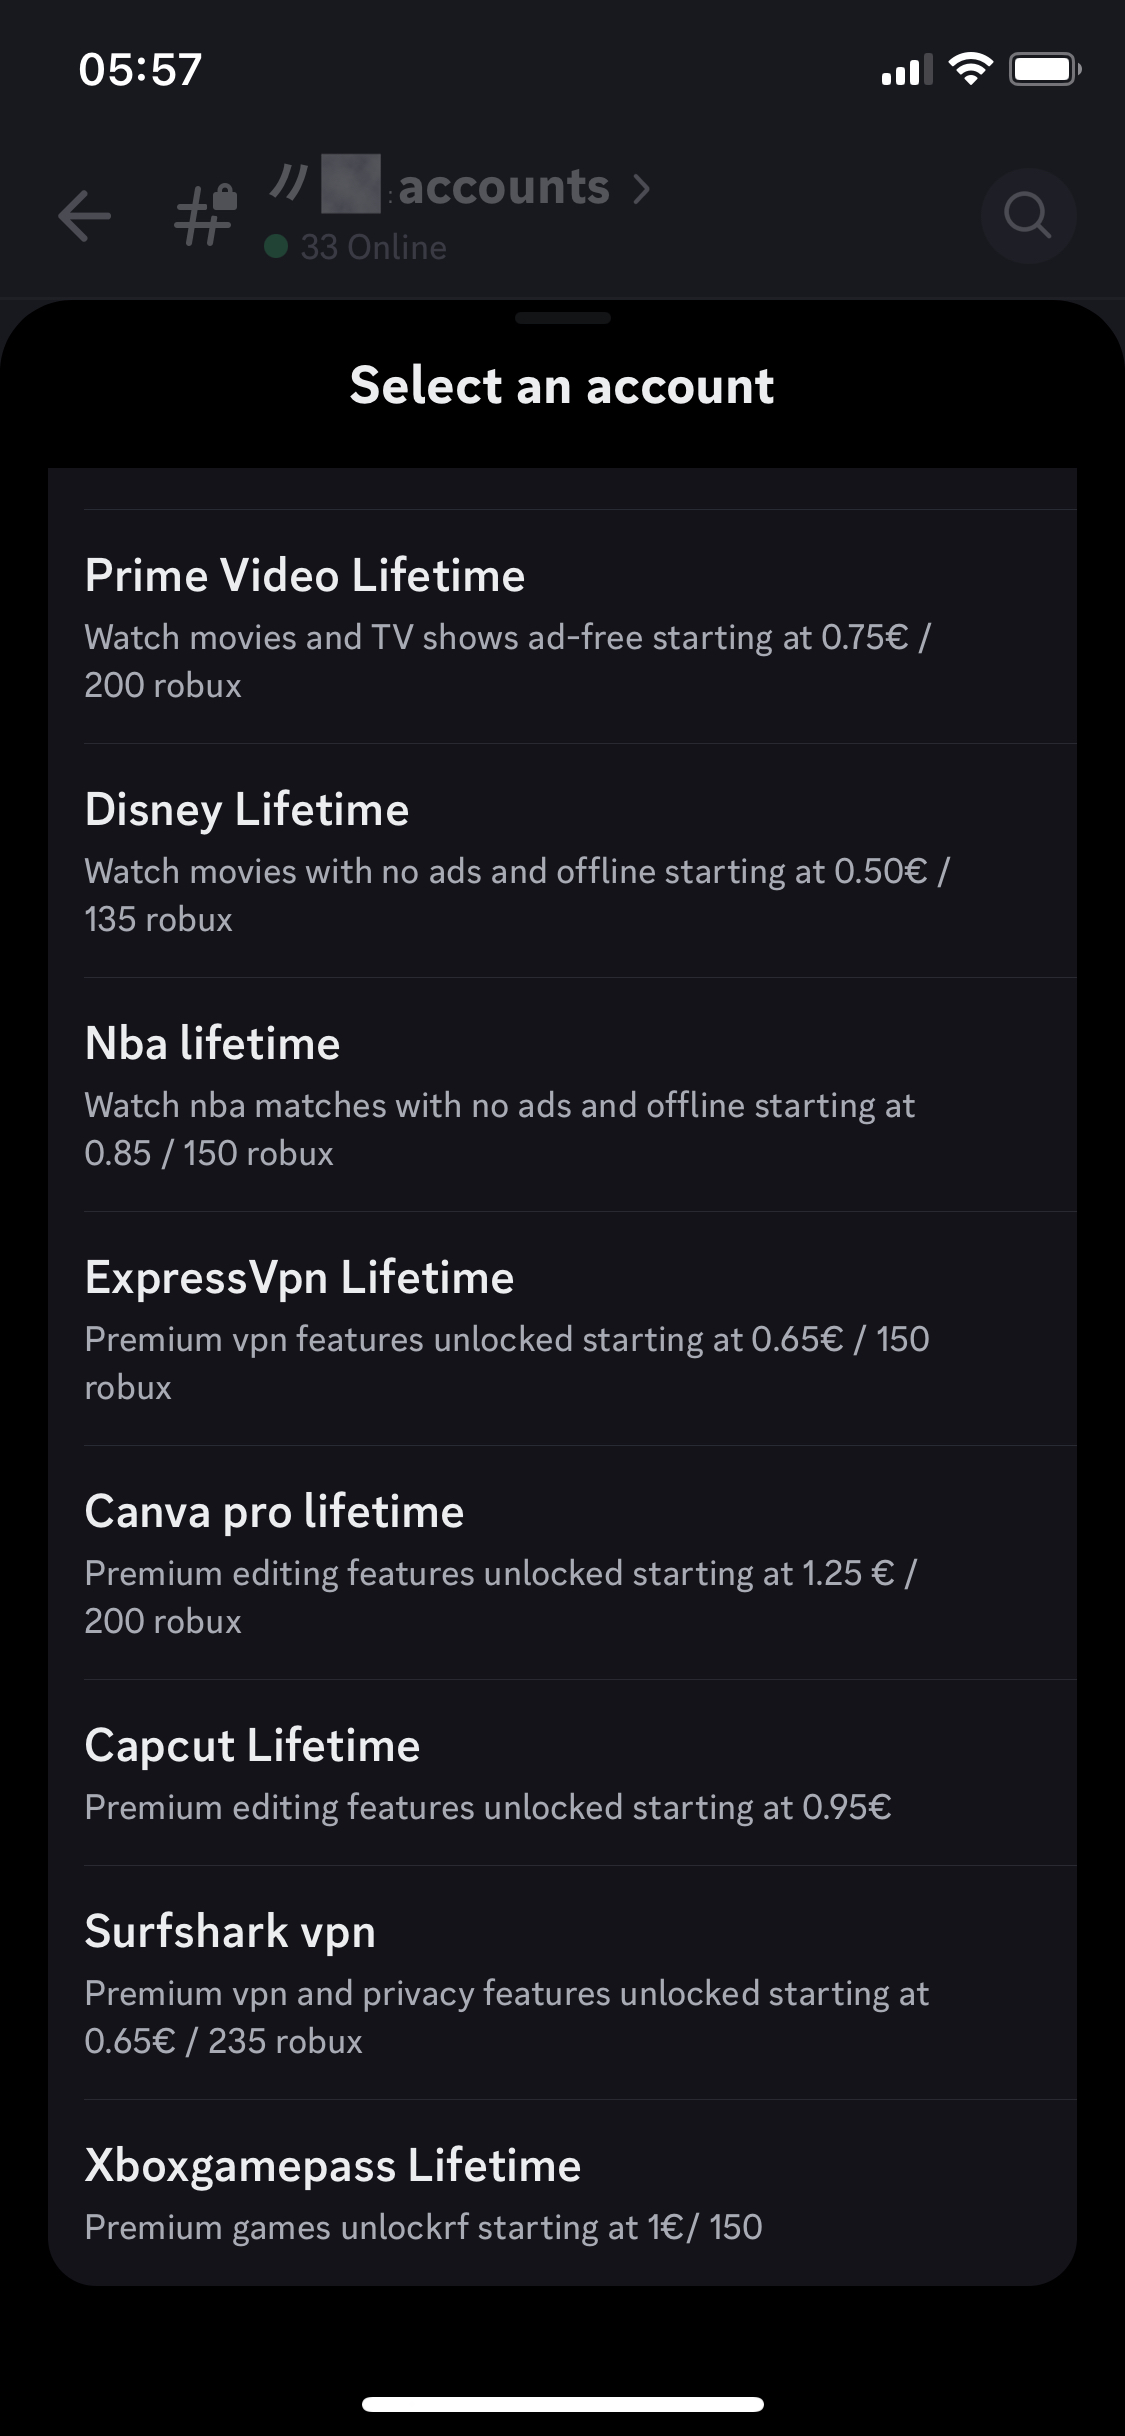 05:57
〃 : accounts
33 Online
Select an account
Prime Video Lifetime
Watch movies and TV shows ad-free starting at 0.75€ /
200 robux
Disney Lifetime
Watch movies with no ads and offline starting at 0.50€ /
135 robux
Nba lifetime
Watch nba matches with no ads and offline starting at
0.85 / 150 robux
ExpressVpn Lifetime
Premium vpn features unlocked starting at 0.65€ / 150
robux
Canva pro lifetime
Premium editing features unlocked starting at 1.25 € /
200 robux
Capcut Lifetime
Premium editing features unlocked starting at 0.95€
Surfshark vpn
Premium vpn and privacy features unlocked starting at
0.65€ / 235 robux
Xboxgamepass Lifetime
Premium games unlockrf starting at 1€/ 150